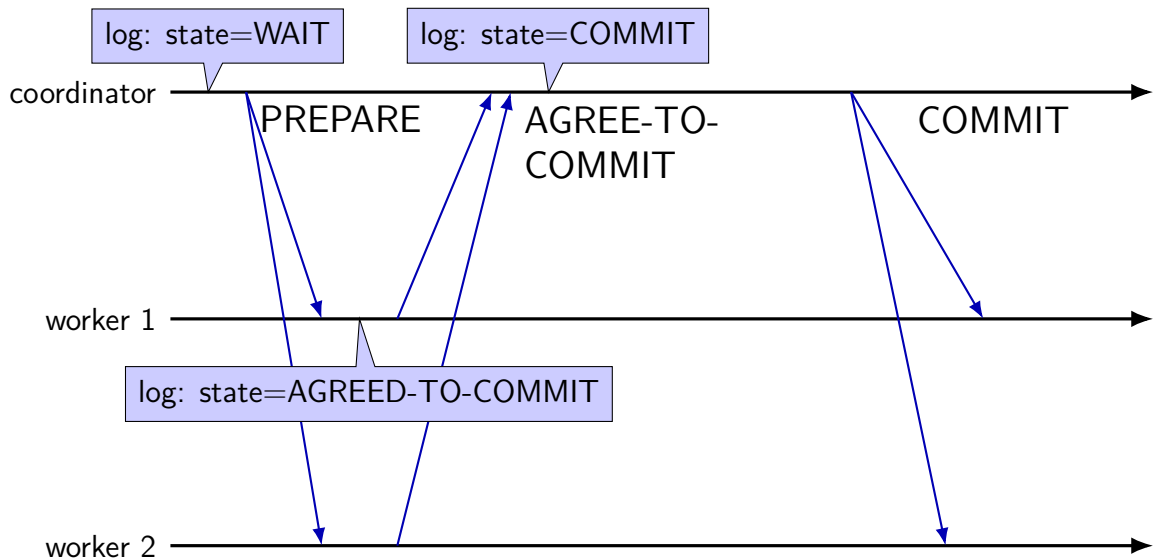 log: state=WAIT
log: state=COMMIT
coordinator
PREPARE
AGREE-TO-
COMMIT
COMMIT
worker 1
log: state=AGREED-TO-COMMIT
worker 2